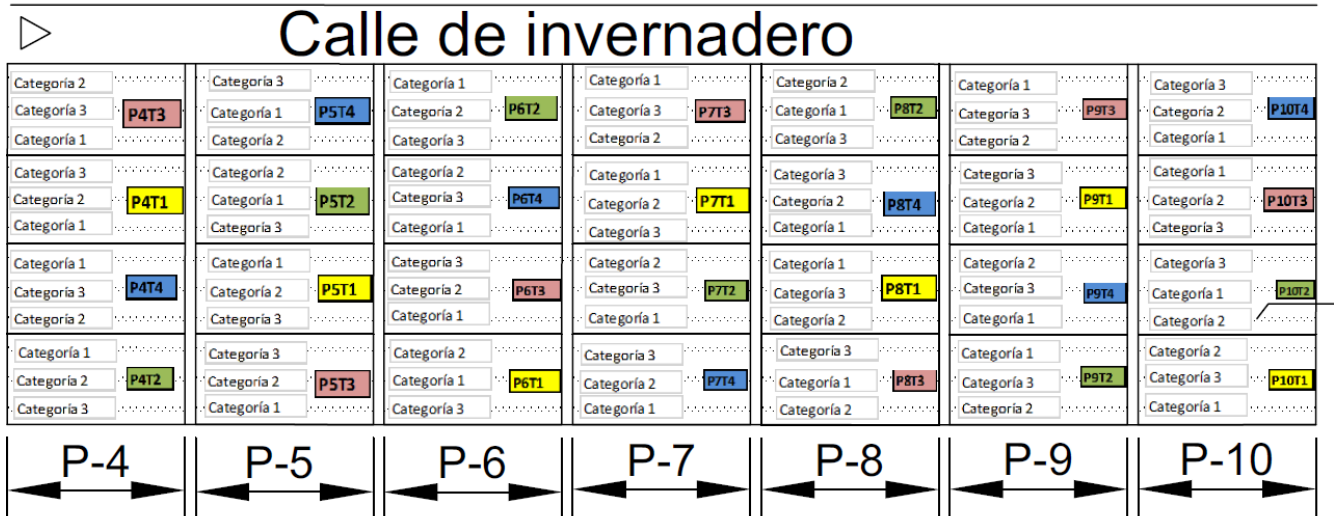 Calle de invernadero
Categoría 2
Categoría 3 P4T3
Categoría 1
Categoría 3
Categoría 2 P4T1
Categoría 1
Categoría 1
Categoría 3 P4T4
Categoría 2
Categoría 1
Categoría 2 P4T2
Categoría 3
P-4
Categoría 3
Categoría 1 P5T4
Categoría 2
Categoría 2
Categoría 1 P5T2
Categoría 3
Categoría 1
Categoría 2 P5T1
Categoría 3
Categoría 3
Categoría 2 P5T3
Categoría 1
P-5
Categoría 1
Categoría 2 P6T2
Categoría 3
Categoría 2
Categoría 3 P6T4
Categoría 1
Categoría 3
Categoría 2 P6T3
Categoría 1
Categoría 2
Categoría 1 P6T1
Categoría 3
P-6
Categoría 1
Categoría 3 P7T3
Categoría 2
Categoría 1
Categoría 2 P7T1
Categoría 3
Categoría 2
Categoría 3 P7T2
Categoría 1
Categoría 3
Categoría 2 P7T4
Categoría 1
P-7
Categoría 2
Categoría 1 P8T2
Categoría 3
Categoría 3
Categoría 2 P8T4
Categoría 1
Categoría 1
Categoría 3 P8T1
Categoría 2
Categoría 3
Categoría 1 P8T3
Categoría 2
P-8
Categoría 1
Categoría 3 P9T3
Categoría 2
Categoría 3
Categoría 2 P9T1
Categoría 1
Categoría 2
Categoría 3 P9T4
Categoría 1
Categoría 1
Categoría 3 P9T2
Categoría 2
P-9
Categoría 3
Categoría 2 P10T4
Categoría 1
Categoría 1
Categoría 2 P10T3
Categoría 3
Categoría 3
Categoría 1 P10T2
Categoría 2
Categoría 2
Categoría 3 P10T1
Categoría 1
P-10